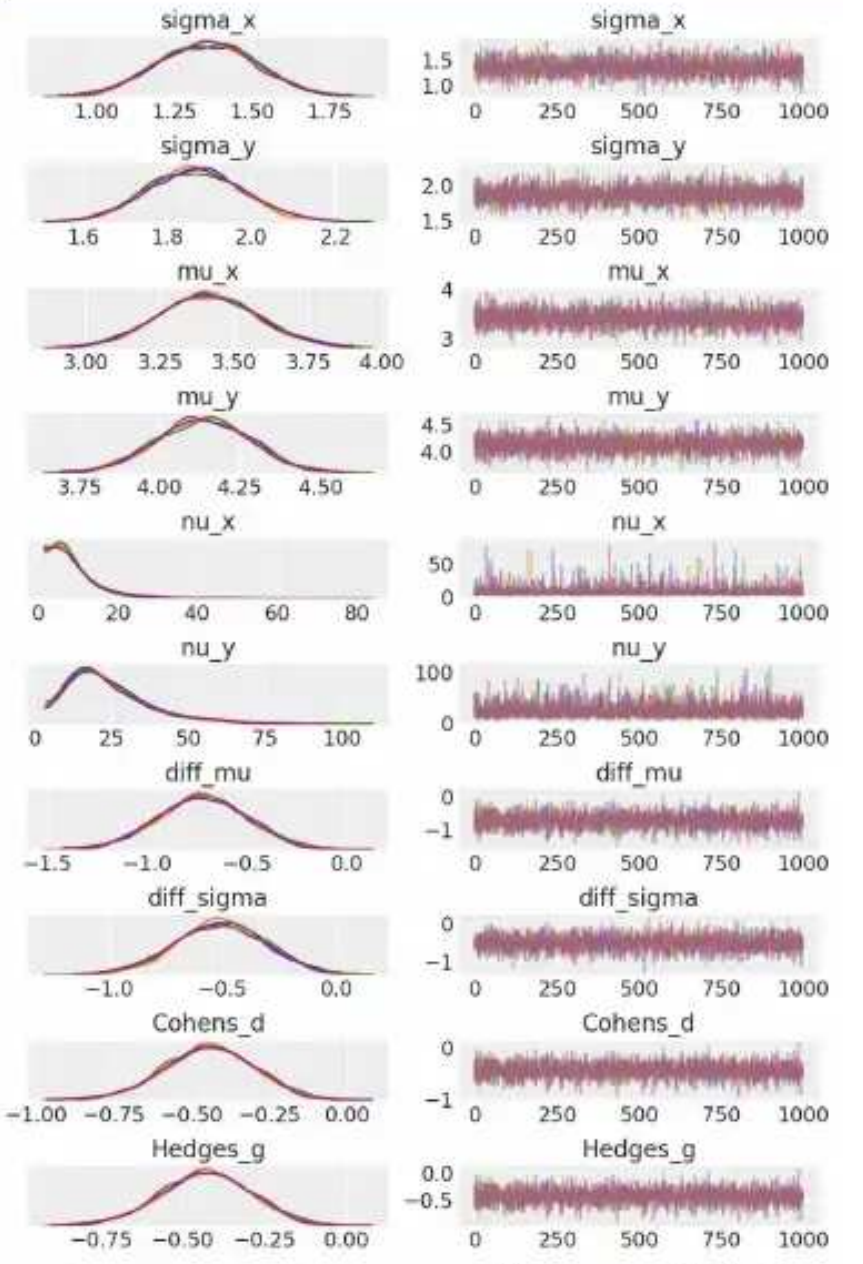 sigma_x sigma_x
1.5
1.0
1.00 1.25 1.50 1.75 0 250 500 750 1000
sigma_y sigma_y
2.0
1.5
1.6 1.8 2.0 2.2 0 250 500 750 1000
mu_x mu_x
4
3
3.00 3.25 3.50 3.75 4.00 0 250 500 750 1000
mu_y mu_y
4.5
4.0
3.75 4.00 4.25 4.50 0 250 500 750 1000
nu_x nu_x
50
0
0 20 40 60 80 0 250 500 750 1000
nu_y nu_y
100
0
0 25 50 75 100 0 250 500 750 1000
diff_mu diff_mu
0
−1
−1.5 −1.0 −0.5 0.0 0 250 500 750 1000
diff_sigma diff_sigma
0
−1
−1.0 −0.5 0.0 0 250 500 750 1000
Cohens_d Cohens_d
0
−1
−1.00 −0.75 −0.50 −0.25 0.00 0 250 500 750 1000
Hedges_g Hedges_g
0.0
−0.5
−0.75 −0.50 −0.25 0.00 0 250 500 750 1000